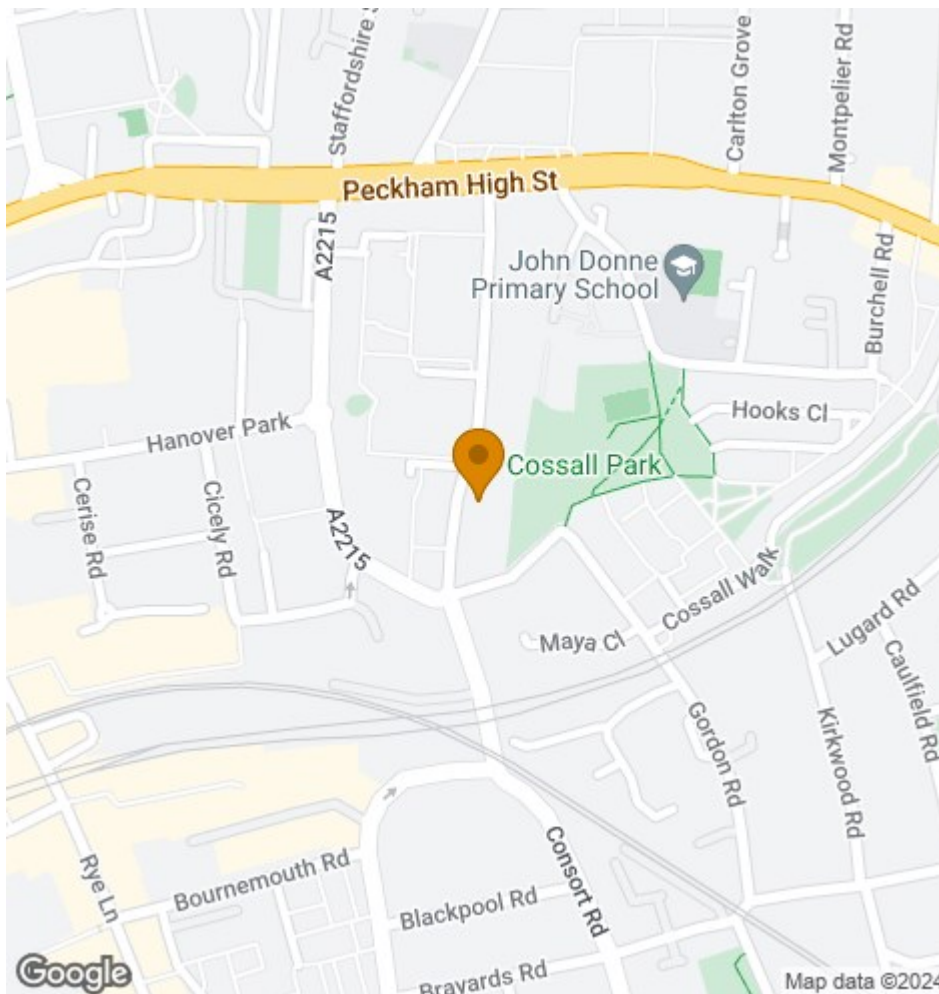 Staffordshire S
Carlton Grove
Montpelier Rd
Peckham High St
A2215
John Donne
Primary School
Burchell Rd
Hooks Cl
Hanover Park
Cossall Park
Cerise Rd
Cicely Rd
A2215
Cossall Walk
Maya Cl
Lugard Rd
Caulfield Rd
Gordon Rd
Kirkwood Rd
Rye Ln
Bournemouth Rd
Consort Rd
Blackpool Rd
Brayards Rd
Google
Map data ©2024